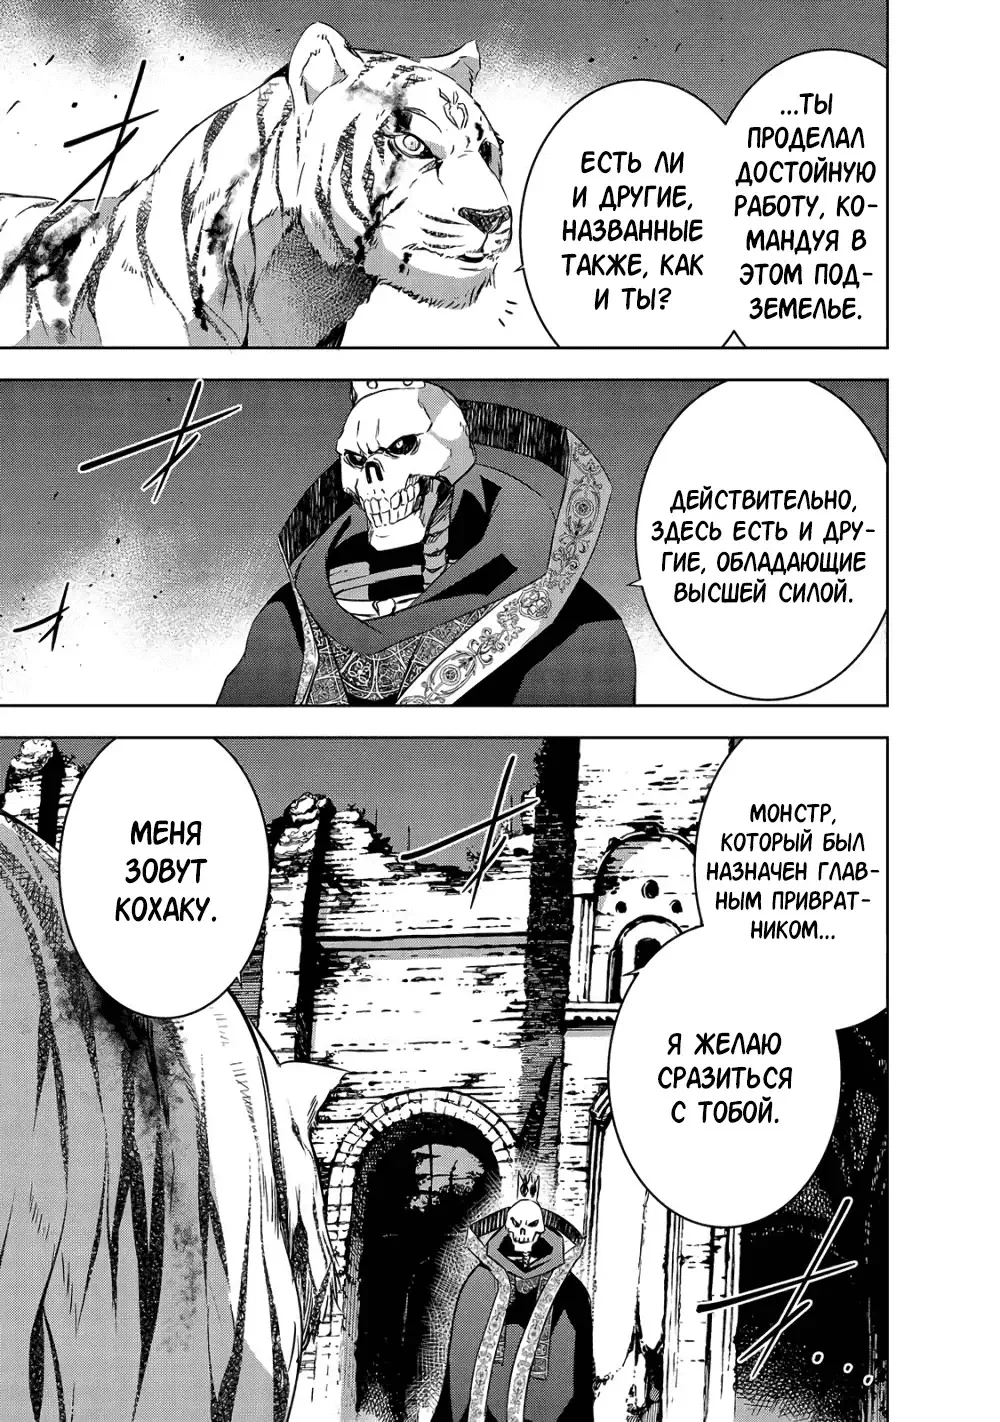 ...ТЫ
ПРОДЕЛАЛ
ДОСТОЙНУЮ
РАБОТУ, КО-
МАНДУЯ В
ЭТОМ ПОД-
ЗЕМЕЛЬЕ.
ЕСТЬ ЛИ
И ДРУГИЕ,
НАЗВАННЫЕ
ТАКЖЕ, КАК
И ТЫ?
ДЕЙСТВИТЕЛЬНО,
ЗДЕСЬ ЕСТЬ И ДРУ-
ГИЕ, ОБЛАДАЮЩИЕ
ВЫСШЕЙ СИЛОЙ.
МОНСТР,
КОТОРЫЙ БЫЛ
НАЗНАЧЕН ГЛАВ-
НЫМ ПРИВРАТ-
НИКОМ...
Я ЖЕЛАЮ
СРАЗИТЬСЯ
С ТОБОЙ.
МЕНЯ
ЗОВУТ
КОХАКУ.